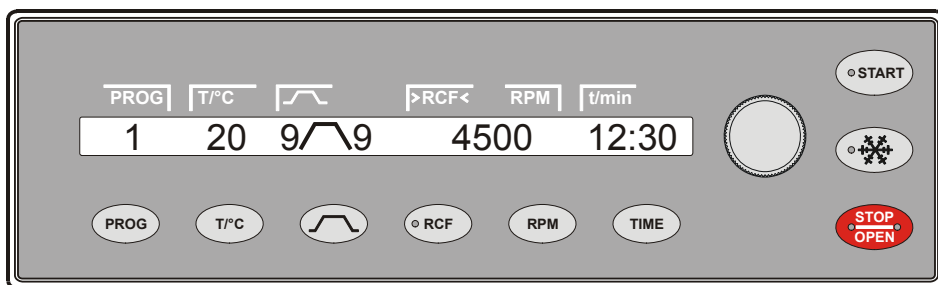 START
PROG T/°C >RCF< RPM t/min
1 20 9 9 4500 12:30
PROG T/°C RCF RPM TIME
STOP
OPEN